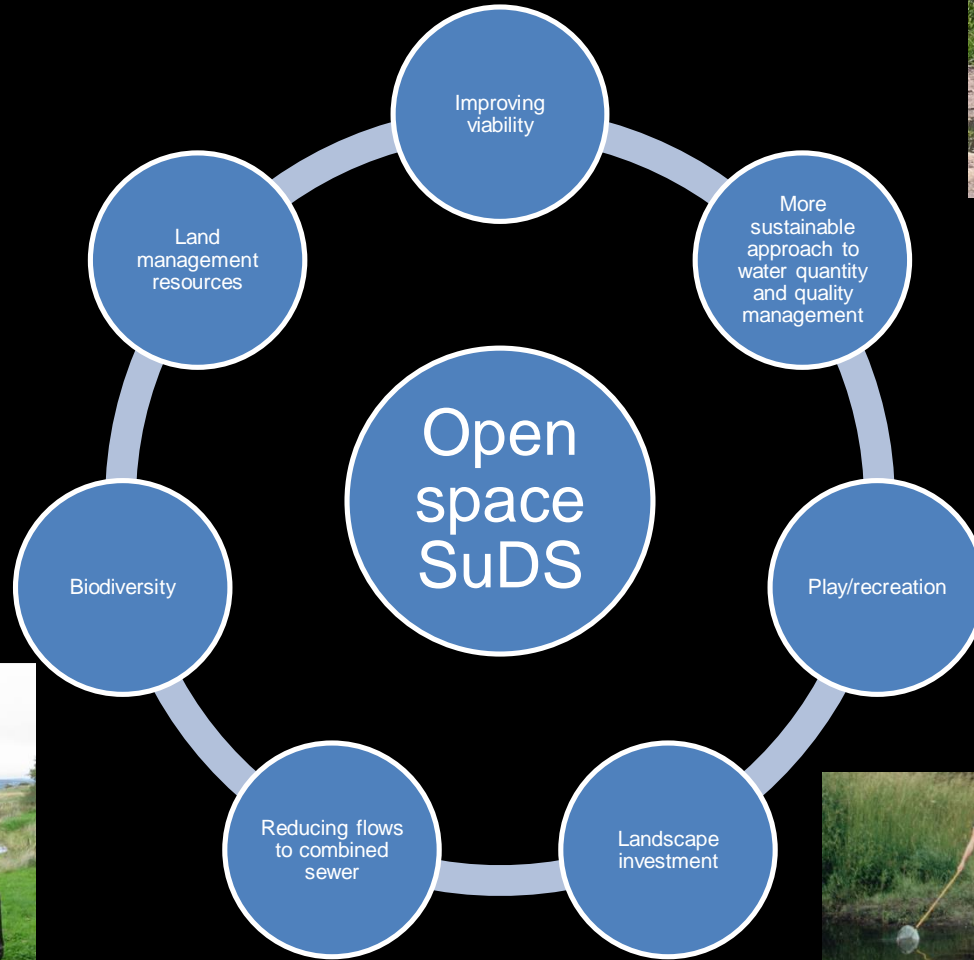 Improving
viability
More
sustainable
approach to
water quantity
and quality
management
Land
management
resources
Open
space
SuDS
Biodiversity
Play/recreation
Reducing flows
to combined
sewer
Landscape
investment